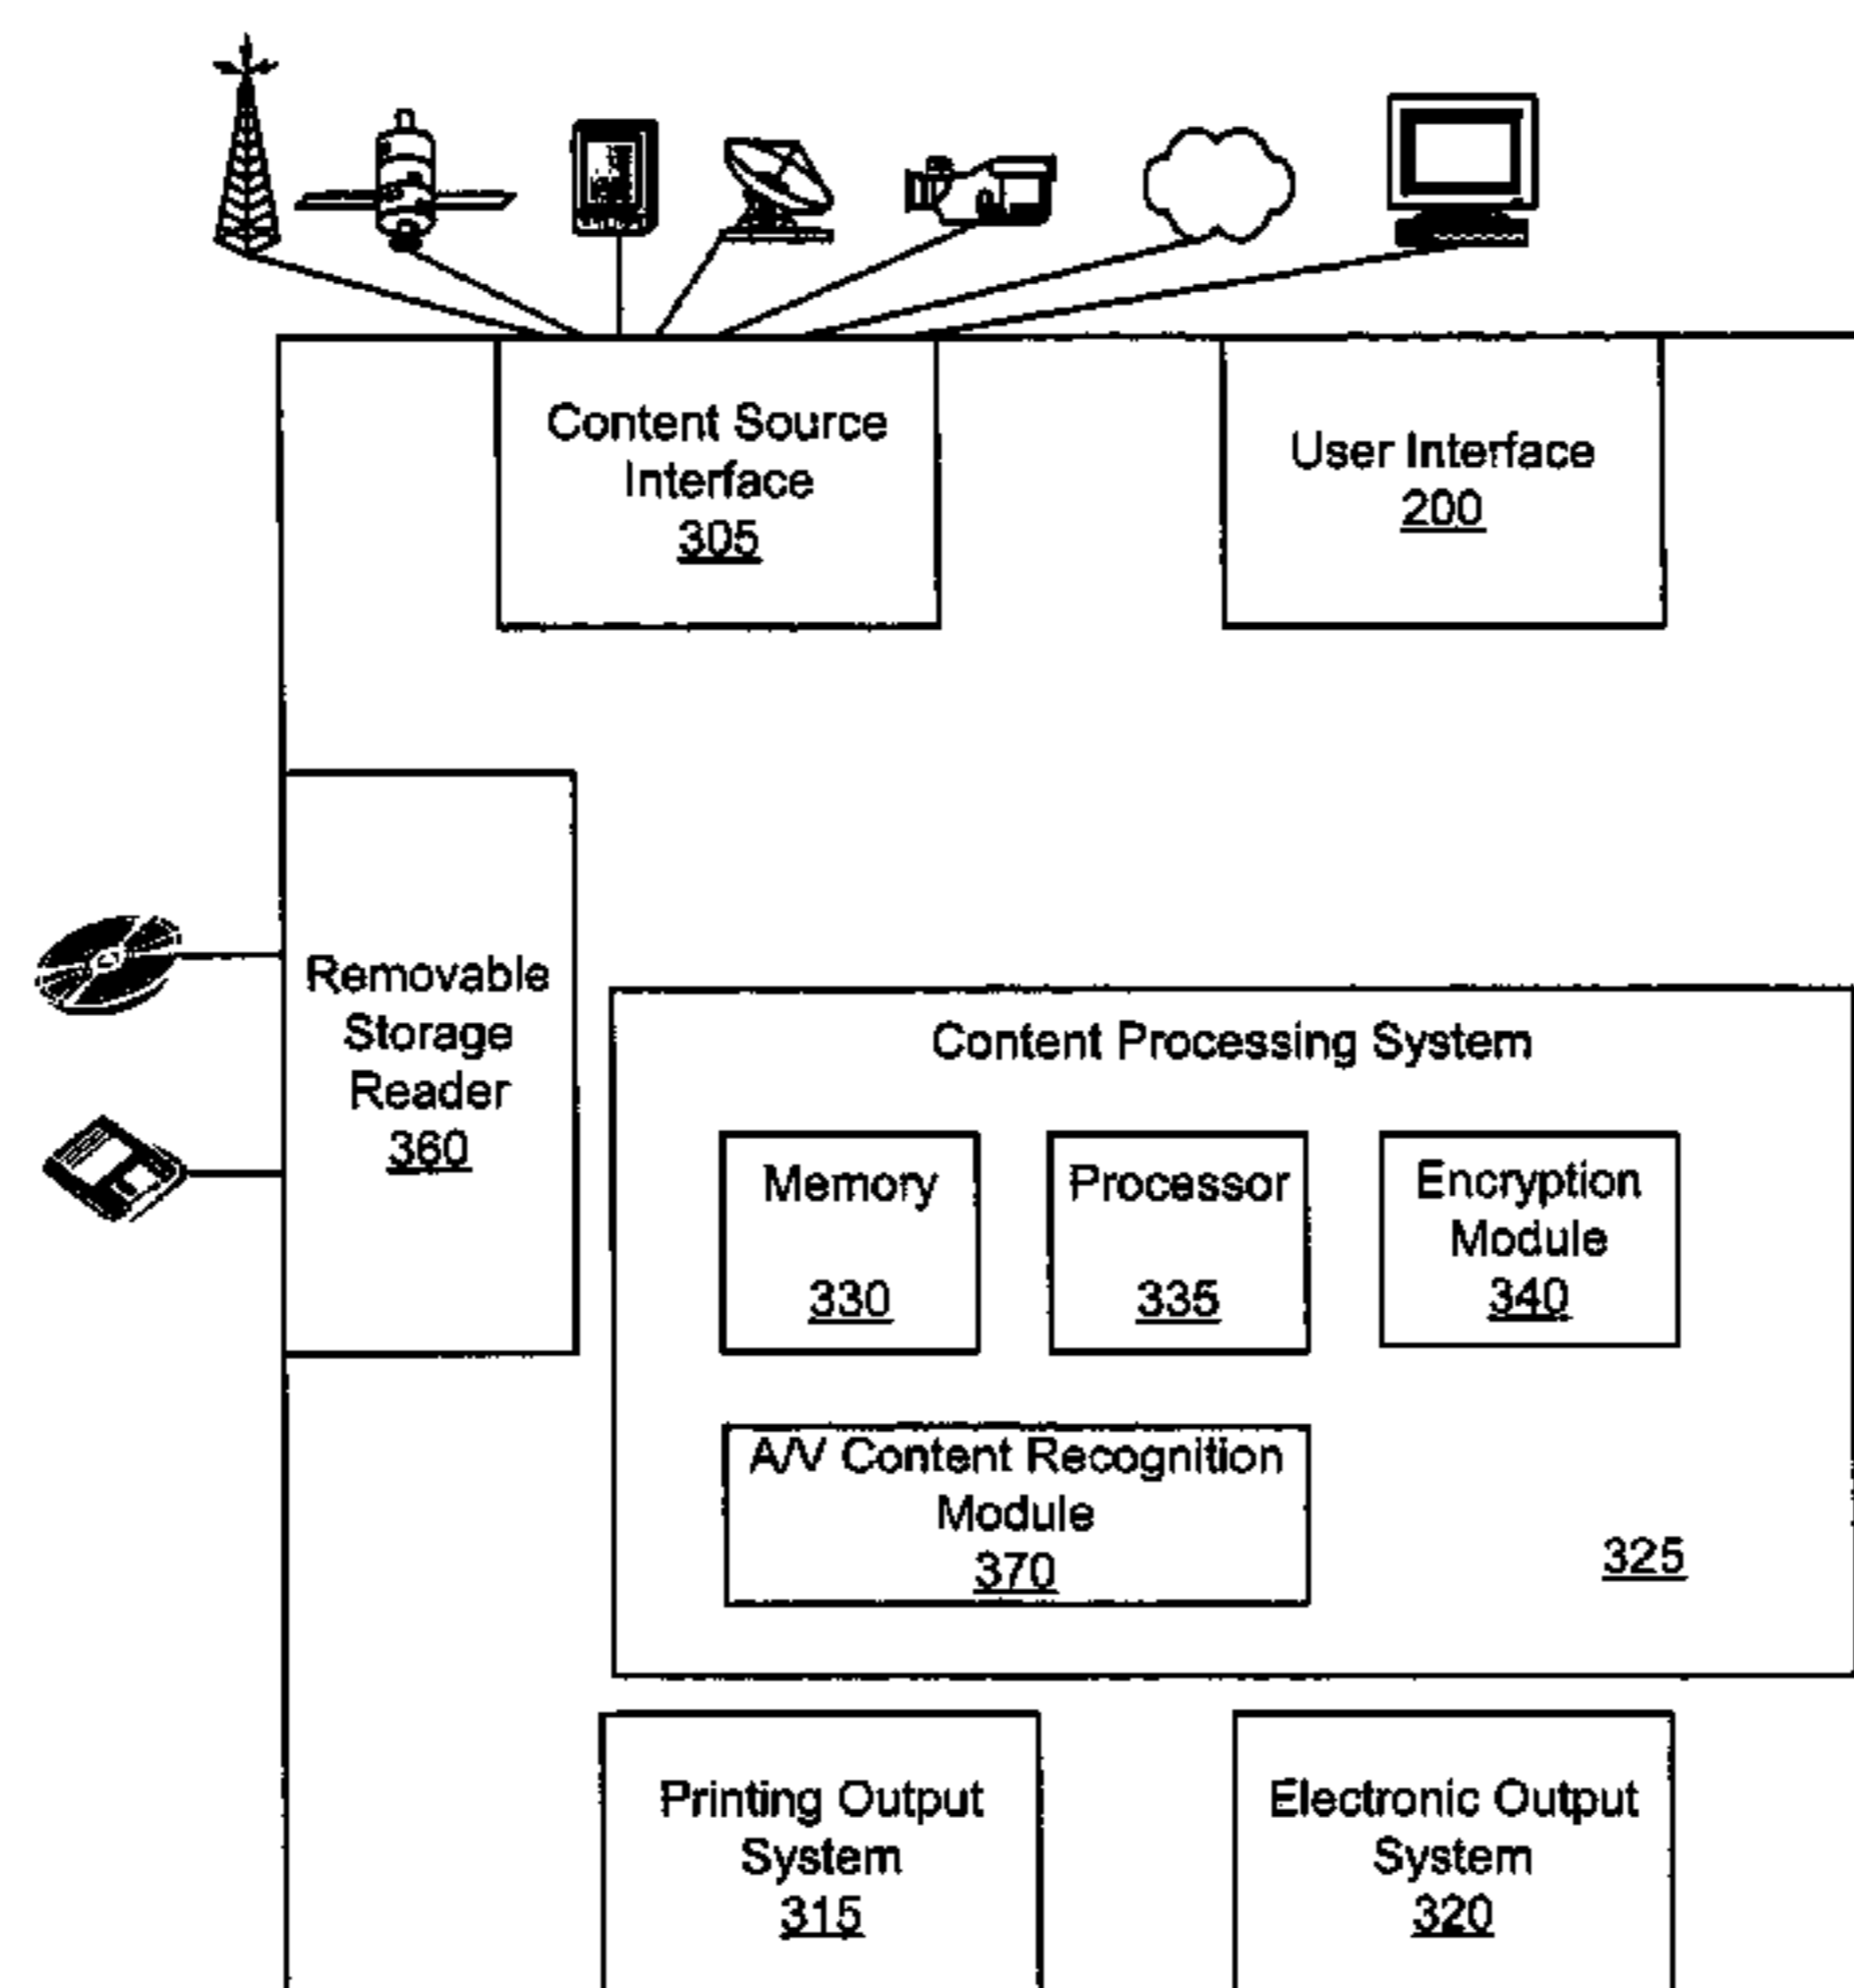 Content Source
Interface
305
User Interface
200
Removable
Storage
Reader
360
Content Processing System
Memory
330
Processor
335
Encryption
Module
340
A/V Content Recognition
Module
370
325
Printing Output
System
315
Electronic Output
System
320